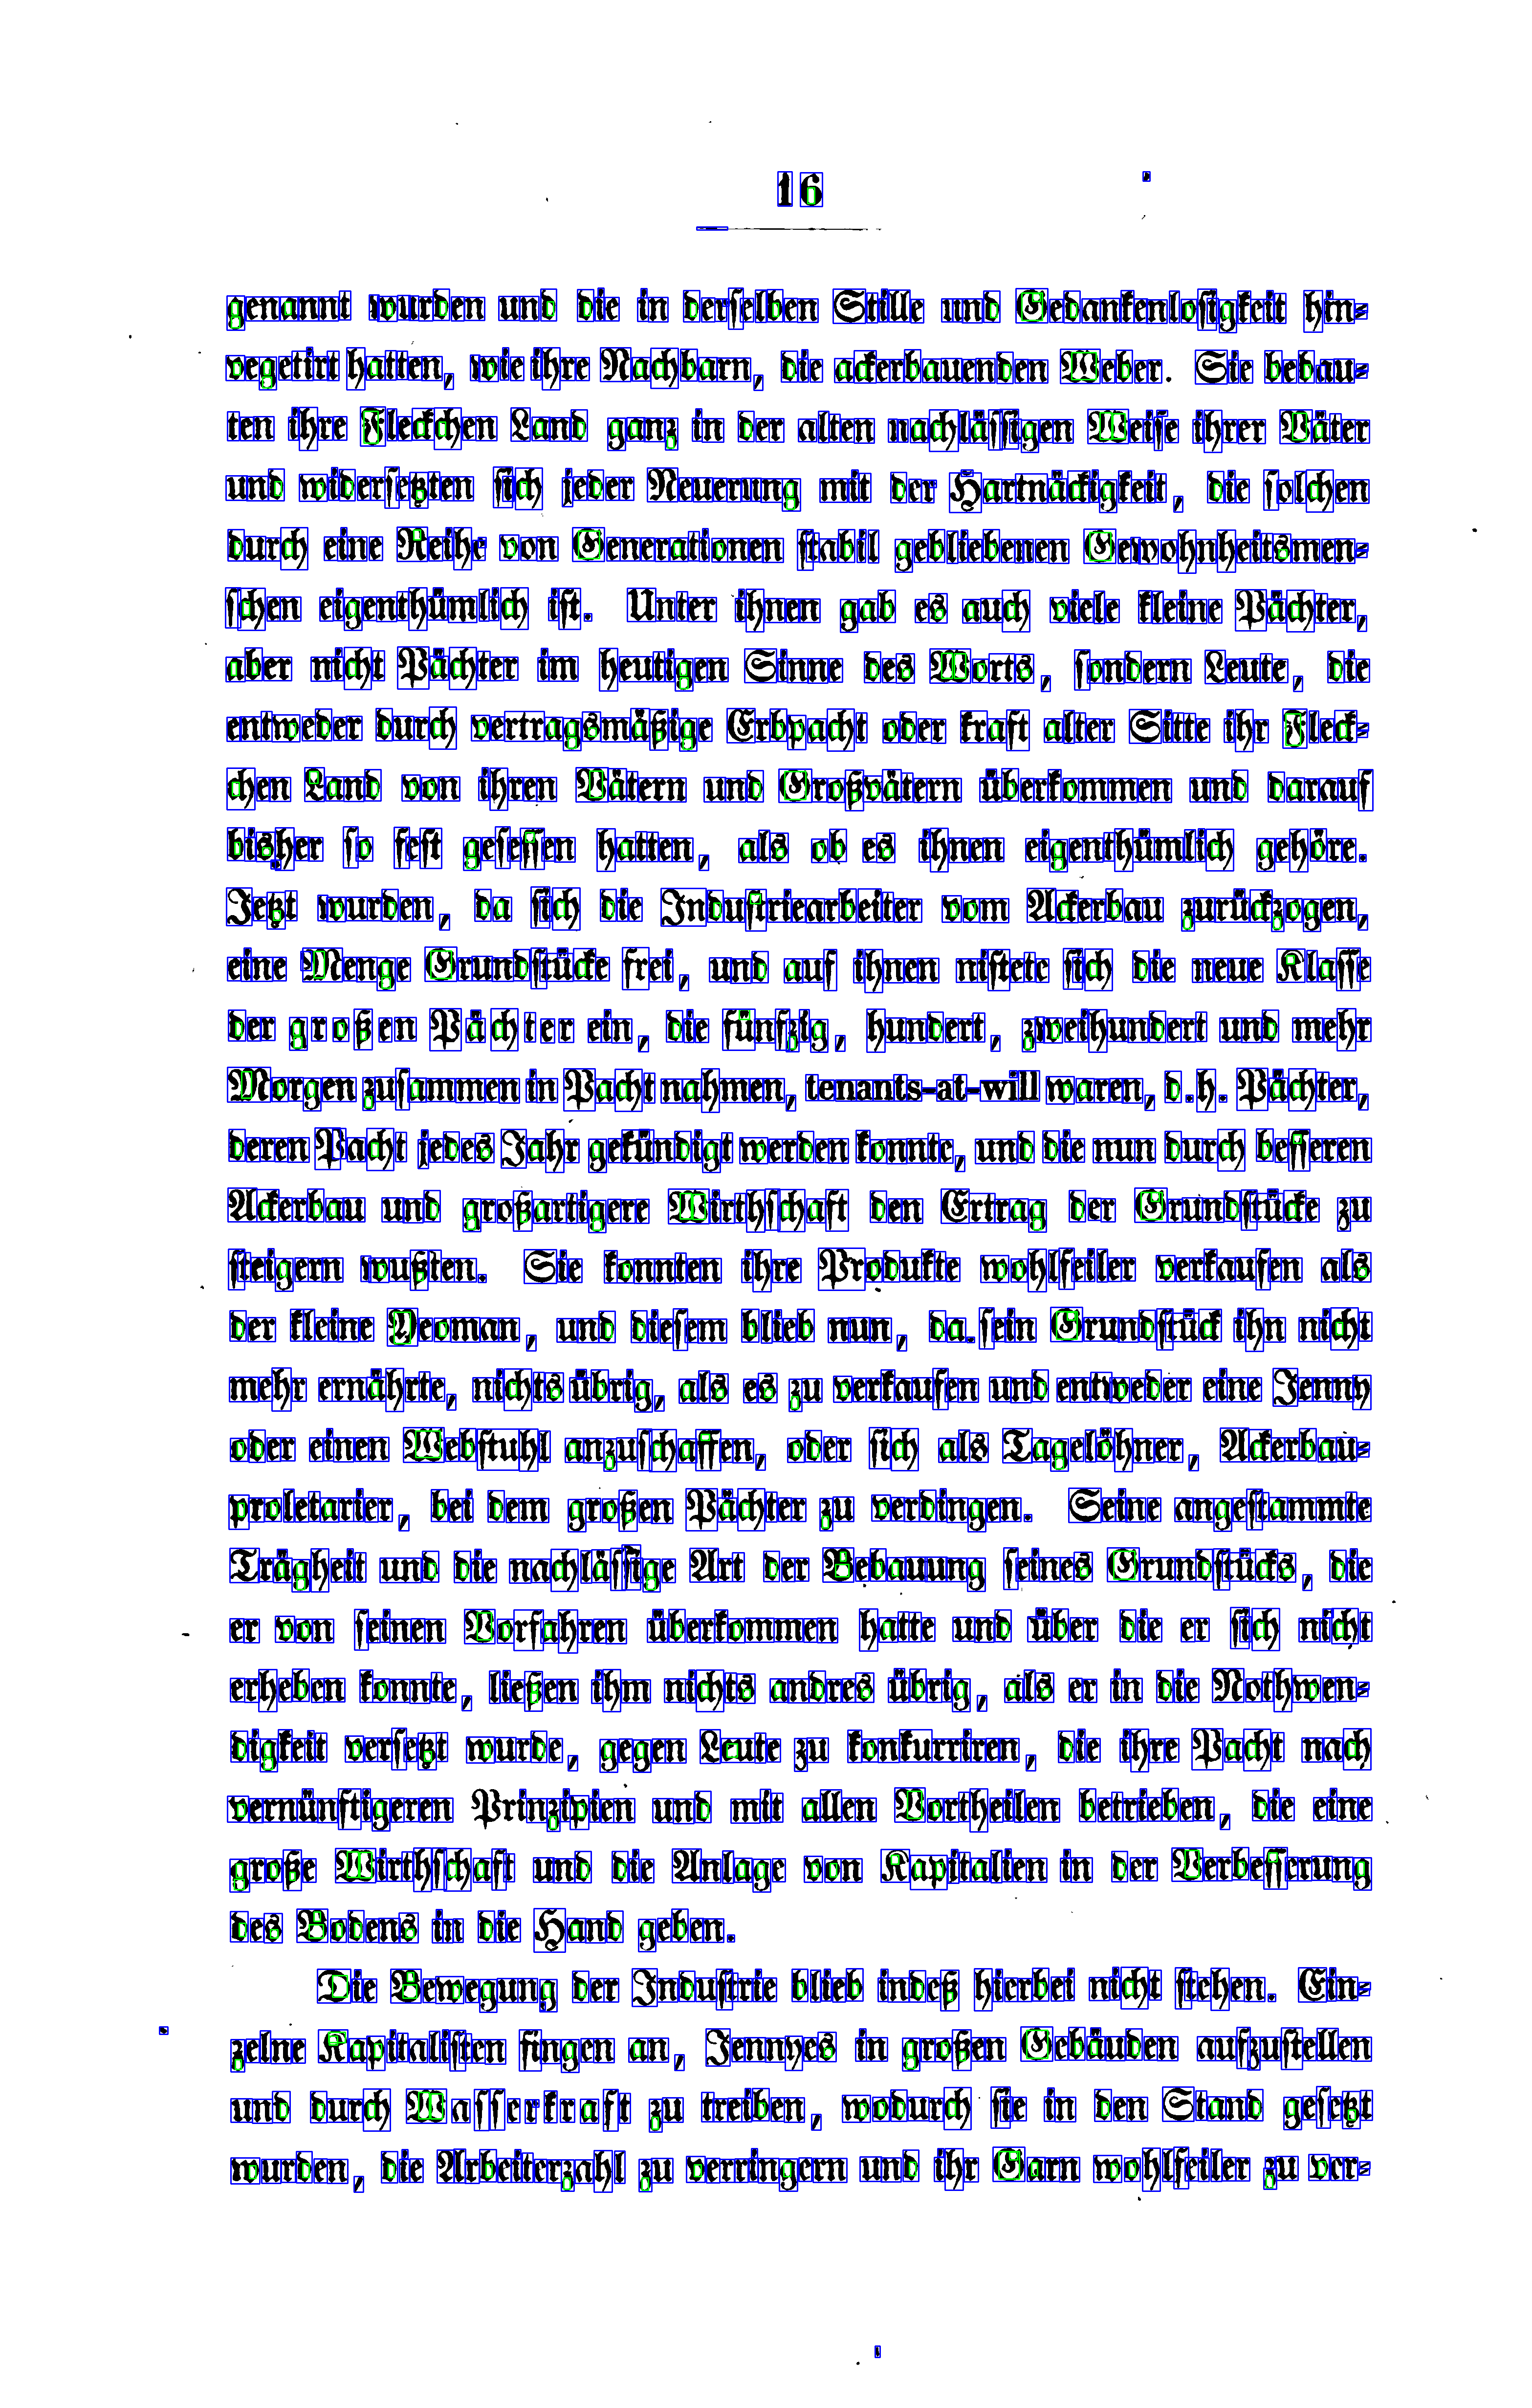 16
genannt wurden und die in derſelben Stille und Gedankenloſigkeit hin⸗
vegetirt hatten, wie ihre Nachbarn, die ackerbauenden Weber. Sie bebau⸗
ten ihre Fleckchen Land ganz in der alten nachläſſigen Weiſe ihrer Väter
und widerſetzten ſich jeder Neuerung mit der Hartnäckigkeit, die ſolchen
durch eine Reihe von Generationen ſtabil gebliebenen Gewohnheitsmen⸗
ſchen eigenthümlich iſt. Unter ihnen gab es auch viele kleine Pächter,
aber nicht Pächter im heutigen Sinne des Worts, ſondern Leute, die
entweder durch vertragsmäßige Erbpacht oder kraft alter Sitte ihr Fleck⸗
chen Land von ihren Vätern und Großvätern überkommen und darauf
bisher ſo feſt geſeſſen hatten, als ob es ihnen eigenthümlich gehöre.
Jetzt wurden, da ſich die Induſtriearbeiter vom Ackerbau zurückzogen,
eine Menge Grundſtücke frei, und auf ihnen niſtete ſich die neue Klaſſe
der großen Pächter ein, die fünfzig, hundert, zweihundert und mehr
Morgen zuſammen in Pacht nahmen, tenants-at-will waren, d. h. Pächter,
deren Pacht jedes Jahr gekündigt werden konnte, und die nun durch beſſeren
Ackerbau und großartigere Wirthſchaft den Ertrag der Grundſtücke zu
ſteigern wußten. Sie konnten ihre Produkte wohlfeiler verkaufen als
der kleine Yeoman, und dieſem blieb nun, da ſein Grundſtück ihn nicht
mehr ernährte, nichts übrig, als es zu verkaufen und entweder eine Jenny
oder einen Webſtuhl anzuſchaffen, oder ſich als Tagelöhner, Ackerbau⸗
proletarier, bei dem großen Pächter zu verdingen. Seine angeſtammte
Trägheit und die nachläſſige Art der Bebauung ſeines Grundſtücks, die
er von ſeinen Vorfahren überkommen hatte und über die er ſich nicht
erheben konnte, ließen ihm nichts andres übrig, als er in die Nothwen⸗
digkeit verſetzt wurde, gegen Leute zu konkurriren, die ihre Pacht nach
vernünftigeren Prinzipien und mit allen Vortheilen betrieben, die eine
große Wirthſchaft und die Anlage von Kapitalien in der Verbeſſerung
des Bodens in die Hand geben.
Die Bewegung der Induſtrie blieb indeß hierbei nicht ſtehen. Ein⸗
zelne Kapitaliſten fingen an, Jennyes in großen Gebäuden aufzuſtellen
und durch Waſſerkraft zu treiben, wodurch ſie in den Stand geſetzt
wurden, die Arbeiterzahl zu verringern und ihr Garn wohlfeiler zu ver⸗